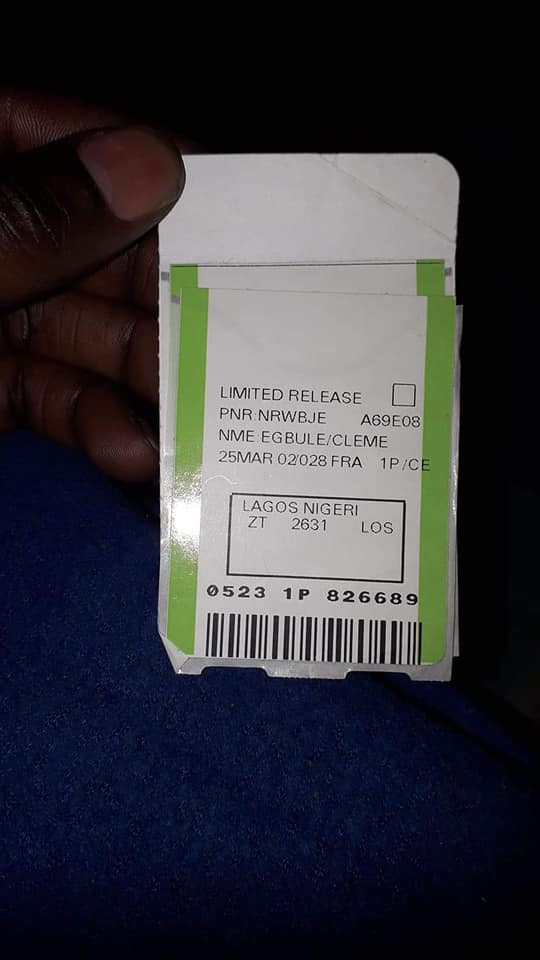 LIMITED RELEASE
PNR:NRWBJE A69E08
NME:EGBULE/CLEME
25MAR 02/028 FRA 1P/CE
LAGOS NIGERI
ZT 2631 LOS
0523 1P 826689